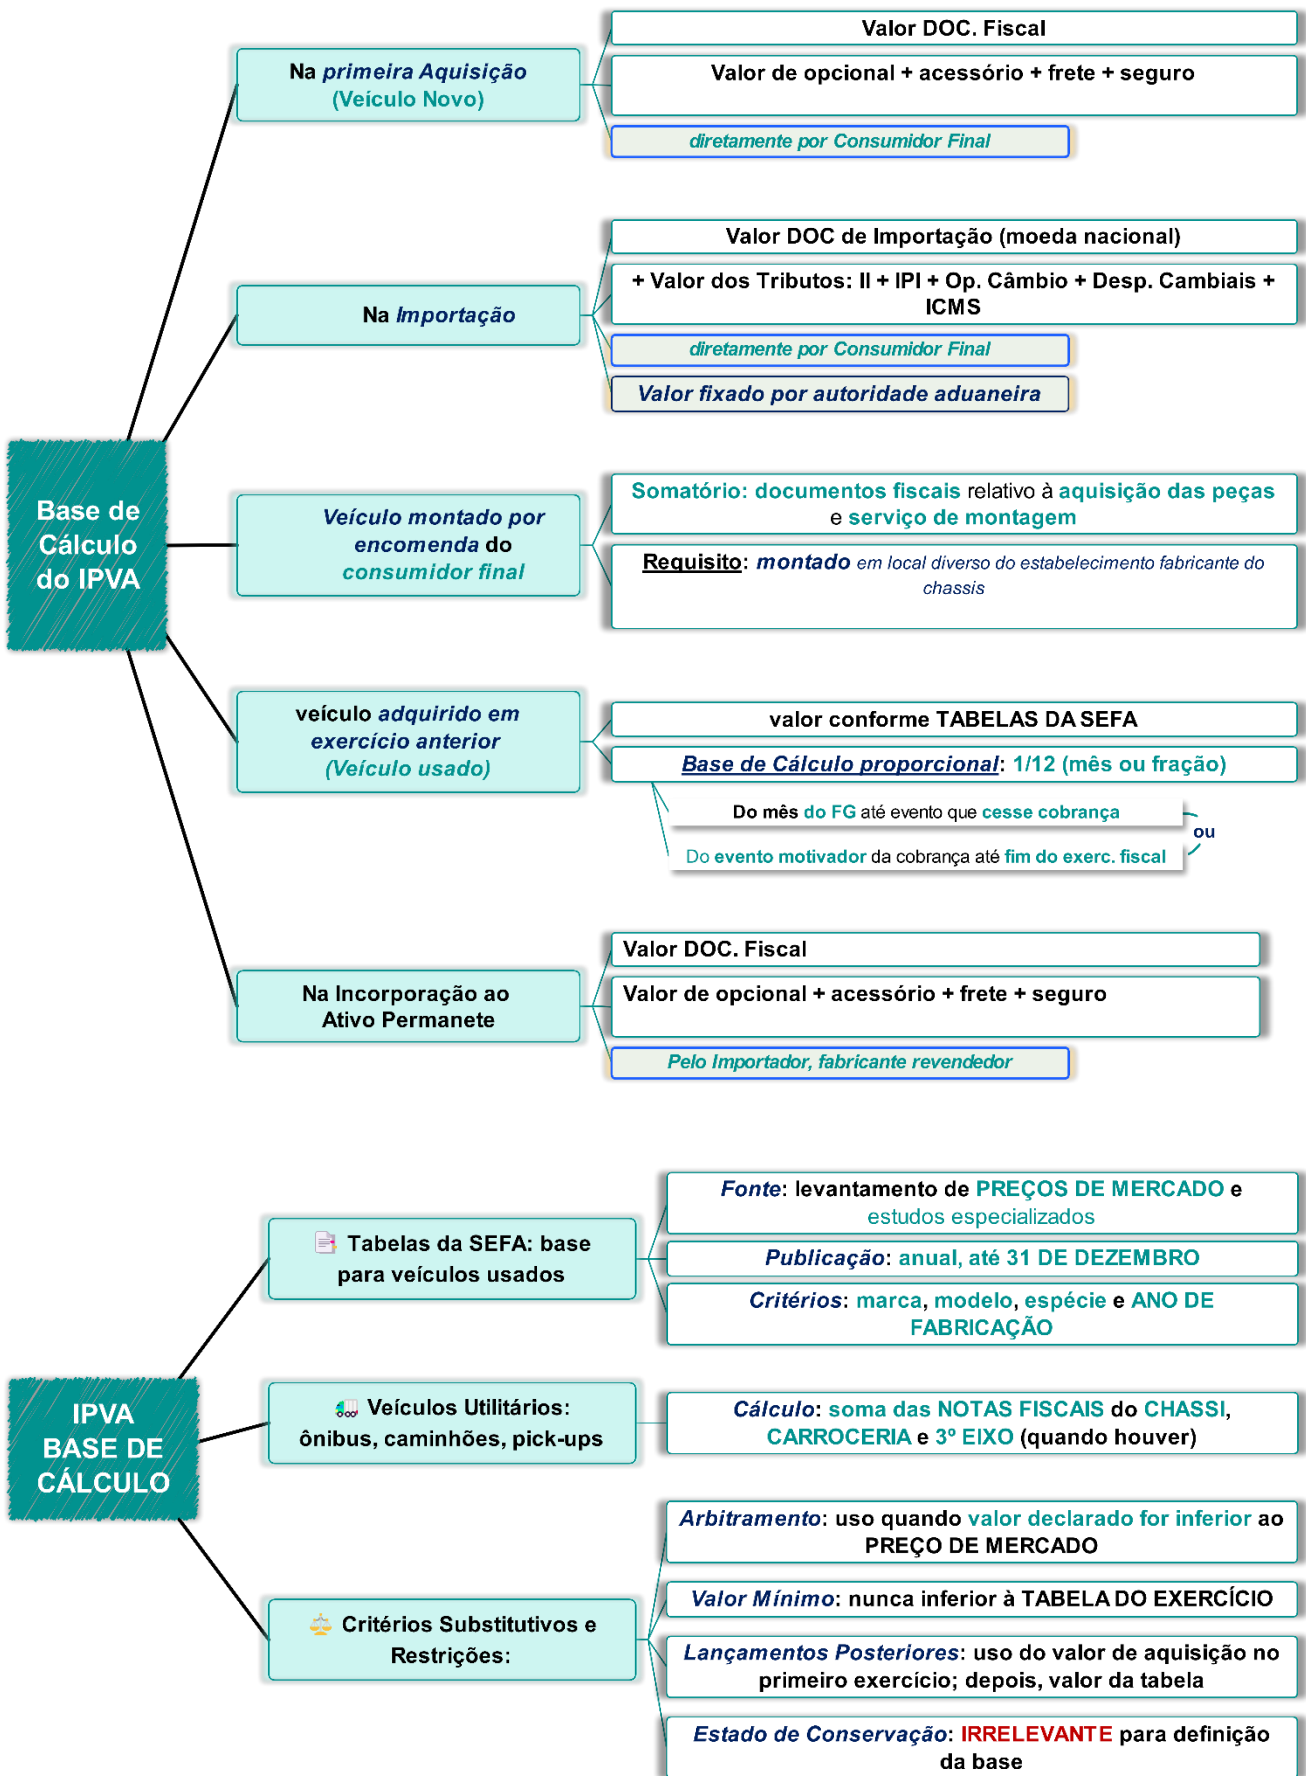 Base de
Cálculo
do IPVA
Na primeira Aquisição
(Veículo Novo)
Valor DOC. Fiscal
Valor de opcional + acessório + frete + seguro
diretamente por Consumidor Final
Na Importação
Valor DOC de Importação (moeda nacional)
+ Valor dos Tributos: II + IPI + Op. Câmbio + Desp. Cambiais +
ICMS
diretamente por Consumidor Final
Valor fixado por autoridade aduaneira
Veículo montado por
encomenda do
consumidor final
Somatório: documentos fiscais relativo à aquisição das peças
e serviço de montagem
Requisito: montado em local diverso do estabelecimento fabricante do
chassis
veículo adquirido em
exercício anterior
(Veículo usado)
valor conforme TABELAS DA SEFA
Base de Cálculo proporcional: 1/12 (mês ou fração)
Do mês do FG até evento que cesse cobrança
ou
Do evento motivador da cobrança até fim do exerc. fiscal
Na Incorporação ao
Ativo Permanete
Valor DOC. Fiscal
Valor de opcional + acessório + frete + seguro
Pelo Importador, fabricante revendedor
IPVA
BASE DE
CÁLCULO
Tabelas da SEFA: base
para veículos usados
Fonte: levantamento de PREÇOS DE MERCADO e
estudos especializados
Publicação: anual, até 31 DE DEZEMBRO
Critérios: marca, modelo, espécie e ANO DE
FABRICAÇÃO
Veículos Utilitários:
ônibus, caminhões, pick-ups
Cálculo: soma das NOTAS FISCAIS do CHASSI,
CARROCERIA e 3º EIXO (quando houver)
Critérios Substitutivos e
Restrições:
Arbitramento: uso quando valor declarado for inferior ao
PREÇO DE MERCADO
Valor Mínimo: nunca inferior à TABELA DO EXERCÍCIO
Lançamentos Posteriores: uso do valor de aquisição no
primeiro exercício; depois, valor da tabela
Estado de Conservação: IRRELEVANTE para definição
da base